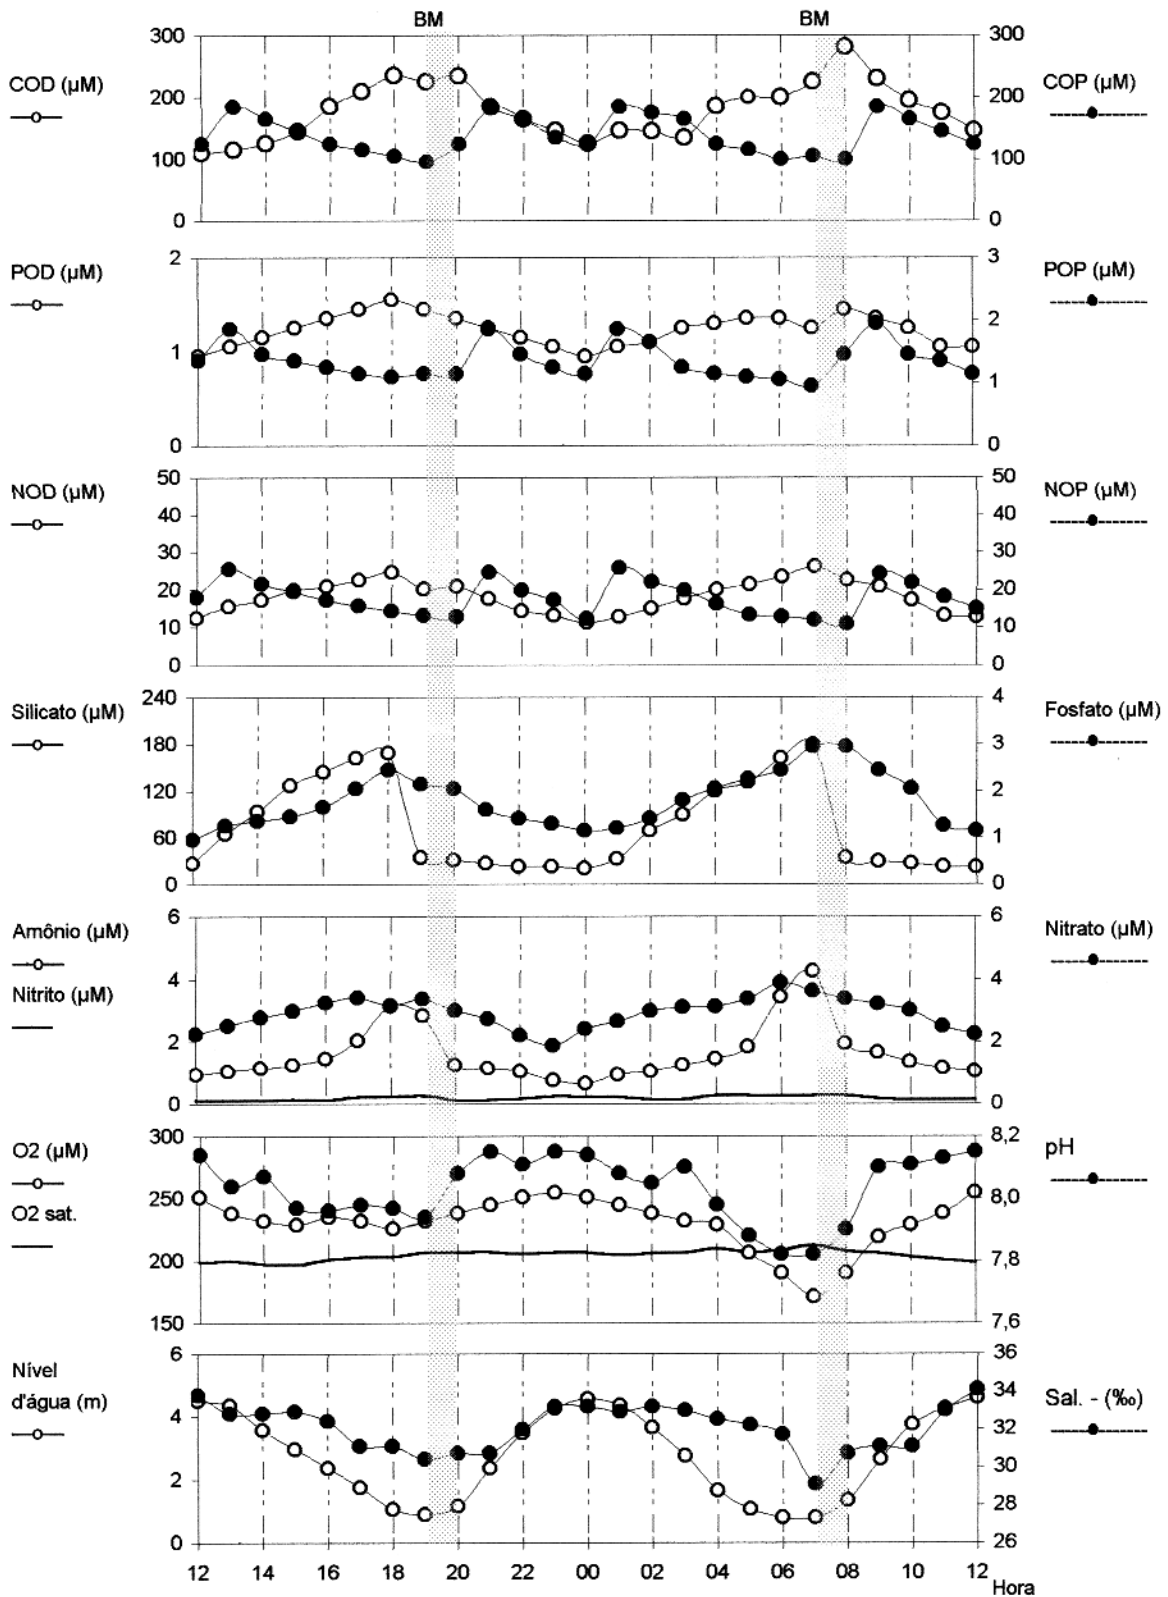 BM BM
300 300
COD (µM) COP (µM)
200 200
100 100
0 0
2 3
POD (µM) POP (µM)
2
1
1
0 0
50 50
NOD (µM) NOP (µM)
40 40
30 30
20 20
10 10
0 0
240 4
Silicato (µM) Fosfato (µM)
180 3
120 2
60 1
0 0
6 6
Amônio (µM) Nitrato (µM)
4 4
Nitrito (µM)
2 2
0 0
300 8,2
O2 (µM) pH
250 8,0
O2 sat.
200 7,8
150 7,6
6 36
Nível
34
d'água (m) Sal. - (‰)
4 32
30
2
28
0 26
12 14 16 18 20 22 00 02 04 06 08 10 12
Hora